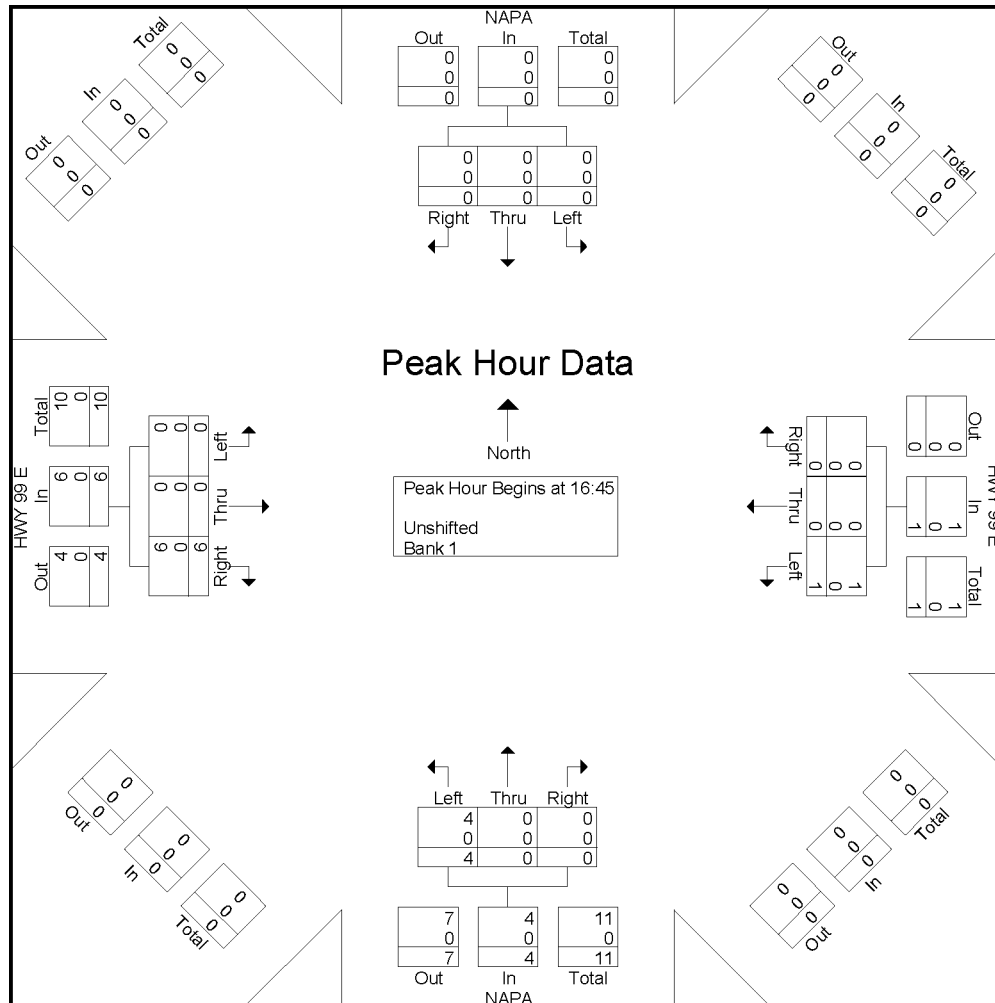 NAPA
Out In Total
0 0 0
0 0 0
0 0 0
0 0 0
0 0 0
0 0 0
Right Thru Left
Out In Total
0 0 0
0 0 0
0 0 0
Out In Total
0 0 0
0 0 0
0 0 0
Peak Hour Data
North
Peak Hour Begins at 16:45
Unshifted
Bank 1
HWY 99 E
Out In Total
4 6 10
0 0 0
4 6 10
Right Thru Left
6 0 0
0 0 0
6 0 0
HWY 99 E
Out In Total
0 1 1
0 0 0
0 1 1
Right Thru Left
0 0 1
0 0 0
0 0 1
Left Thru Right
4 0 0
0 0 0
4 0 0
7 4 11
0 0 0
7 4 11
Out In Total
NAPA
0 0 0
0 0 0
0 0 0
Out In Total
0 0 0
0 0 0
0 0 0
Out In Total